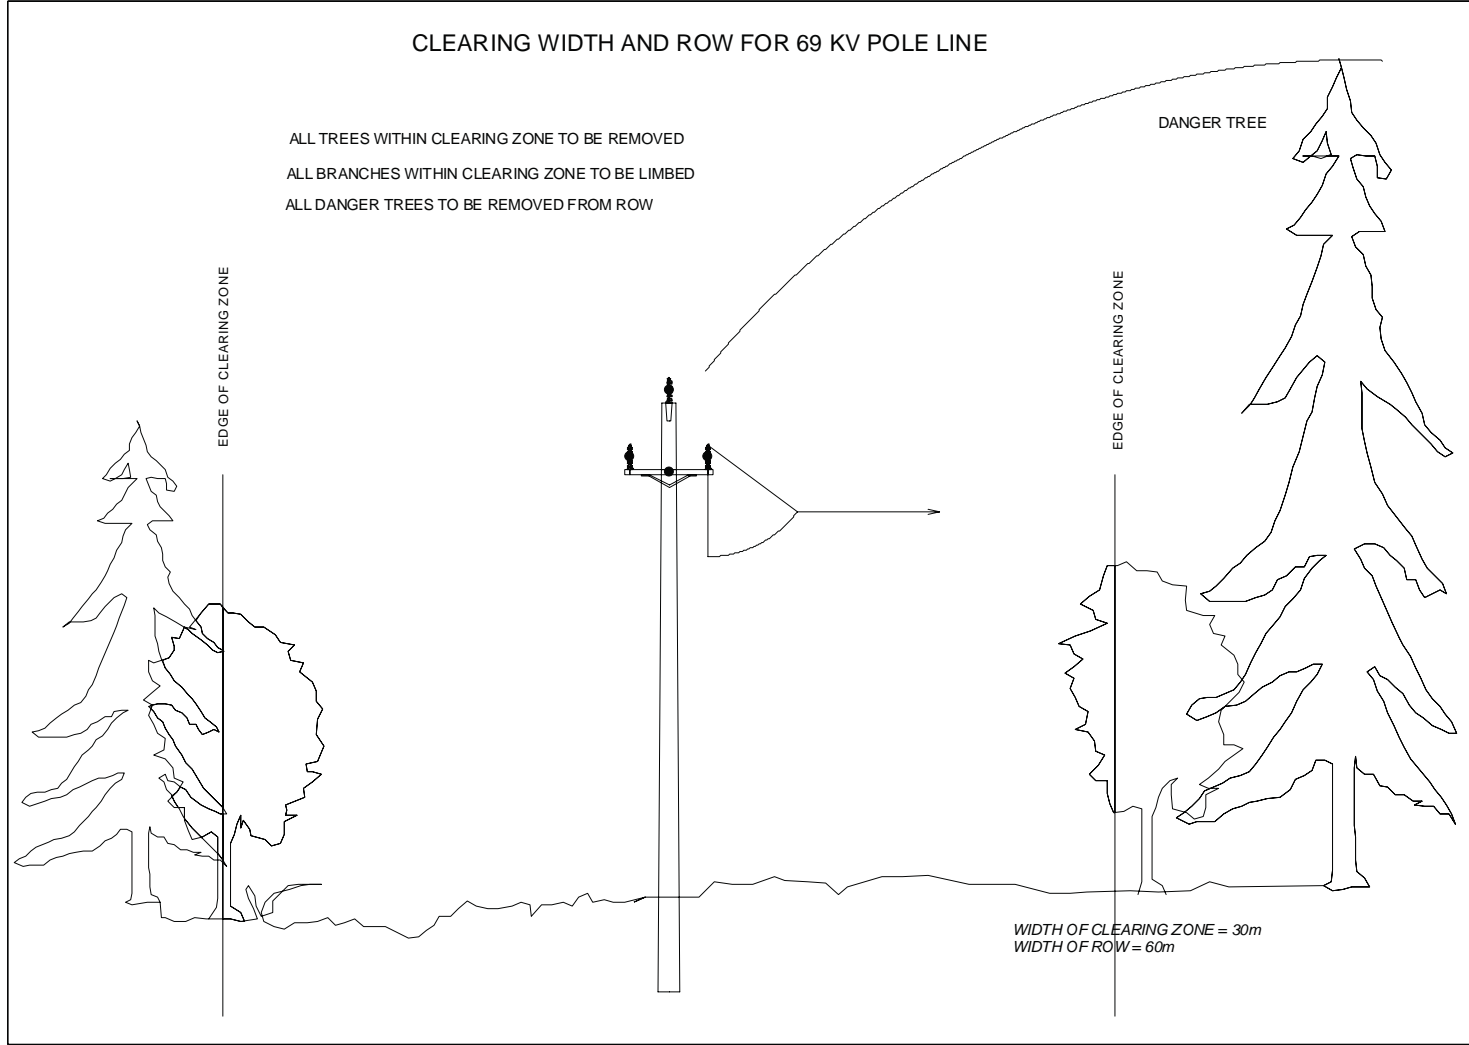 CLEARING WIDTH AND ROW FOR 69 KV POLE LINE
DANGER TREE
ALL TREES WITHIN CLEARING ZONE TO BE REMOVED
ALL BRANCHES WITHIN CLEARING ZONE TO BE LIMBED
ALL DANGER TREES TO BE REMOVED FROM ROW
EDGE OF CLEARING ZONE
EDGE OF CLEARING ZONE
WIDTH OF CLEARING ZONE = 30m
WIDTH OF ROW = 60m